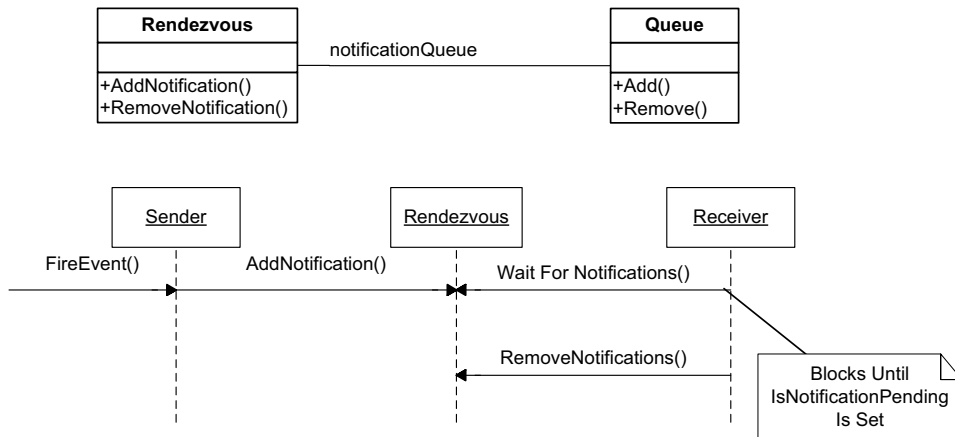 Rendezvous
Queue
notificationQueue
+AddNotification()
+RemoveNotification()
+Add()
+Remove()
Sender
Rendezvous
Receiver
FireEvent()
AddNotification()
Wait For Notifications()
RemoveNotifications()
Blocks Until
IsNotificationPending
Is Set